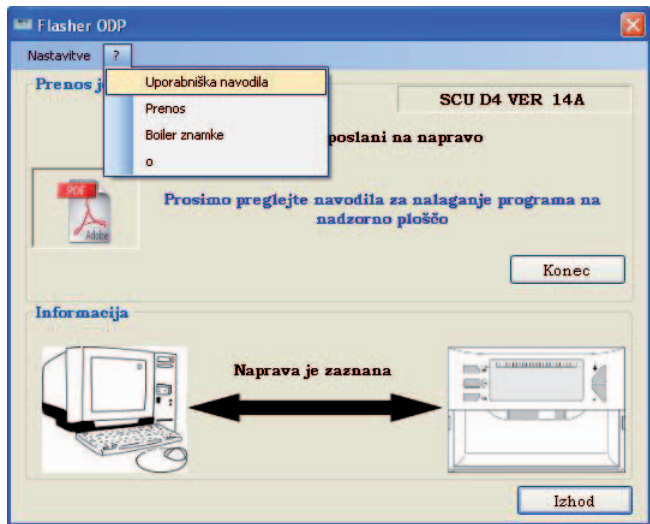 Flasher ODP
Nastavitve ?
Uporabniška navodila
Prenos
Boiler znamke
o
Prenos j
SCU D4 VER 14A
poslani na napravo
PDF
Adobe
Prosimo preglejte navodila za nalaganje programa na
nadzorno ploščo
Konec
Informacija
Naprava je zaznana
Izhod